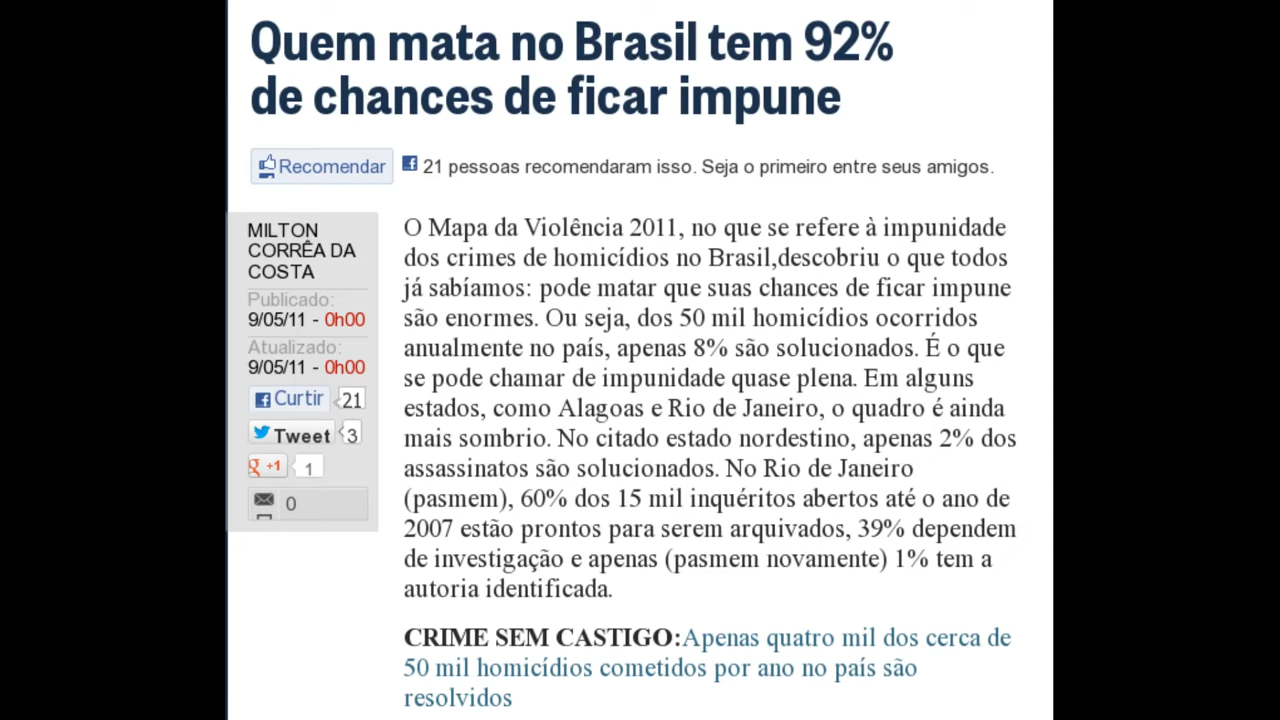 Quem mata no Brasil tem 92%
de chances de ficar impune
Recomendar
21 pessoas recomendaram isso. Seja o primeiro entre seus amigos.
MILTON
CORRÊA DA
COSTA
Publicado:
9/05/11 - 0h00
Atualizado:
9/05/11 - 0h00
Curtir 21
Tweet 3
g +1 1
0
O Mapa da Violência 2011, no que se refere à impunidade
dos crimes de homicídios no Brasil,descobriu o que todos
já sabíamos: pode matar que suas chances de ficar impune
são enormes. Ou seja, dos 50 mil homicídios ocorridos
anualmente no país, apenas 8% são solucionados. É o que
se pode chamar de impunidade quase plena. Em alguns
estados, como Alagoas e Rio de Janeiro, o quadro é ainda
mais sombrio. No citado estado nordestino, apenas 2% dos
assassinatos são solucionados. No Rio de Janeiro
(pasmem), 60% dos 15 mil inquéritos abertos até o ano de
2007 estão prontos para serem arquivados, 39% dependem
de investigação e apenas (pasmem novamente) 1% tem a
autoria identificada.
CRIME SEM CASTIGO:Apenas quatro mil dos cerca de
50 mil homicídios cometidos por ano no país são
resolvidos